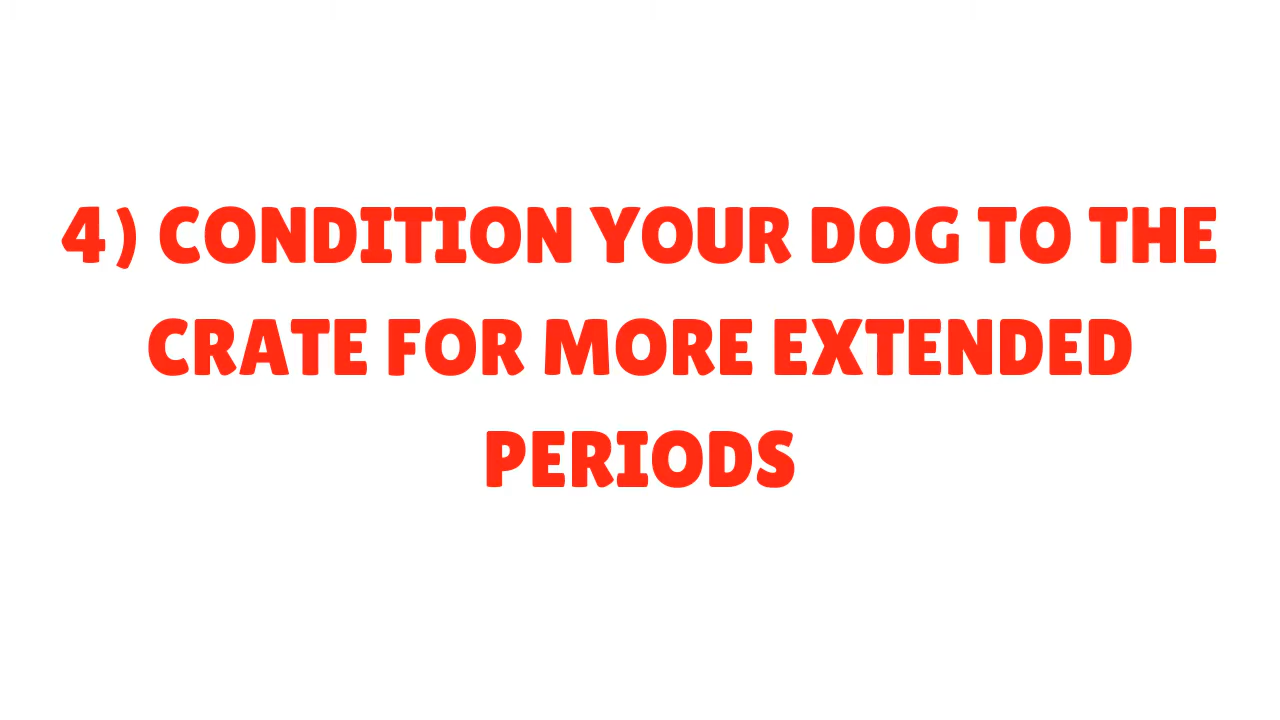 4) CONDITION YOUR DOG TO THE
CRATE FOR MORE EXTENDED
PERIODS